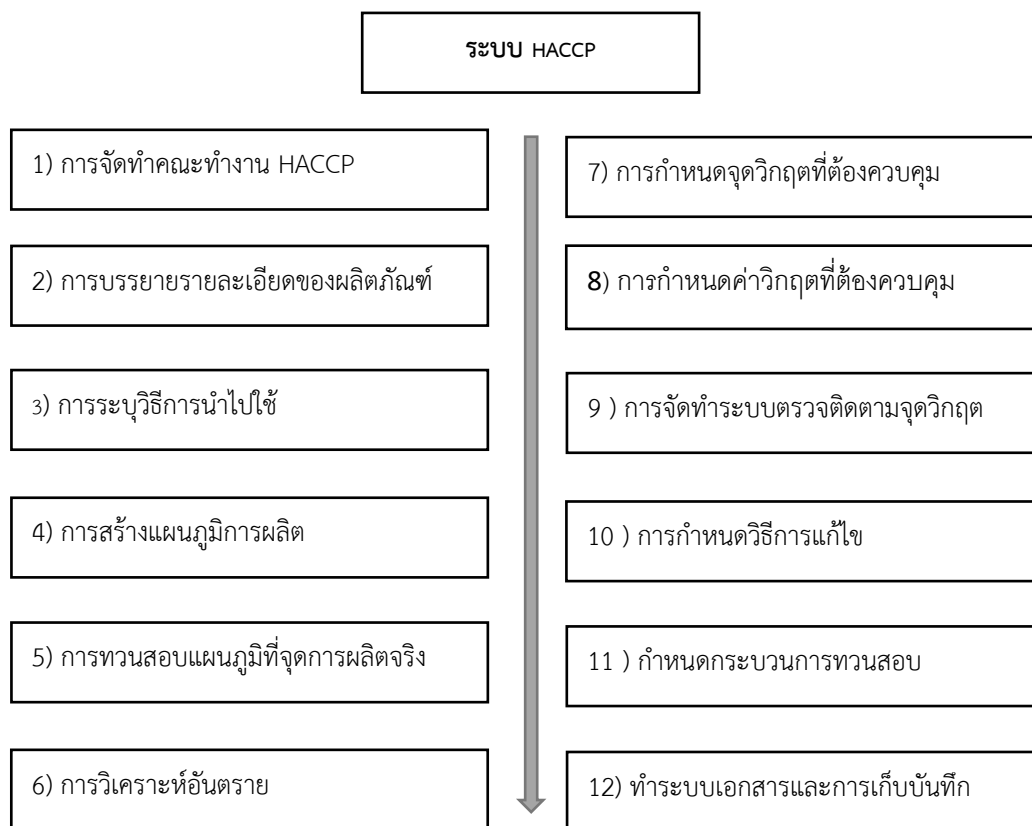 ระบบ HACCP
1) การจัดทำคณะทำงาน HACCP
2) การบรรยายรายละเอียดของผลิตภัณฑ์
3) การระบุวิธีการนำไปใช้
4) การสร้างแผนภูมิการผลิต
5) การทวนสอบแผนภูมิที่จุดการผลิตจริง
6) การวิเคราะห์อันตราย
7) การกำหนดจุดวิกฤตที่ต้องควบคุม
8) การกำหนดค่าวิกฤตที่ต้องควบคุม
9 ) การจัดทำระบบตรวจติดตามจุดวิกฤต
10 ) การกำหนดวิธีการแก้ไข
11 ) กำหนดกระบวนการทวนสอบ
12) ทำระบบเอกสารและการเก็บบันทึก